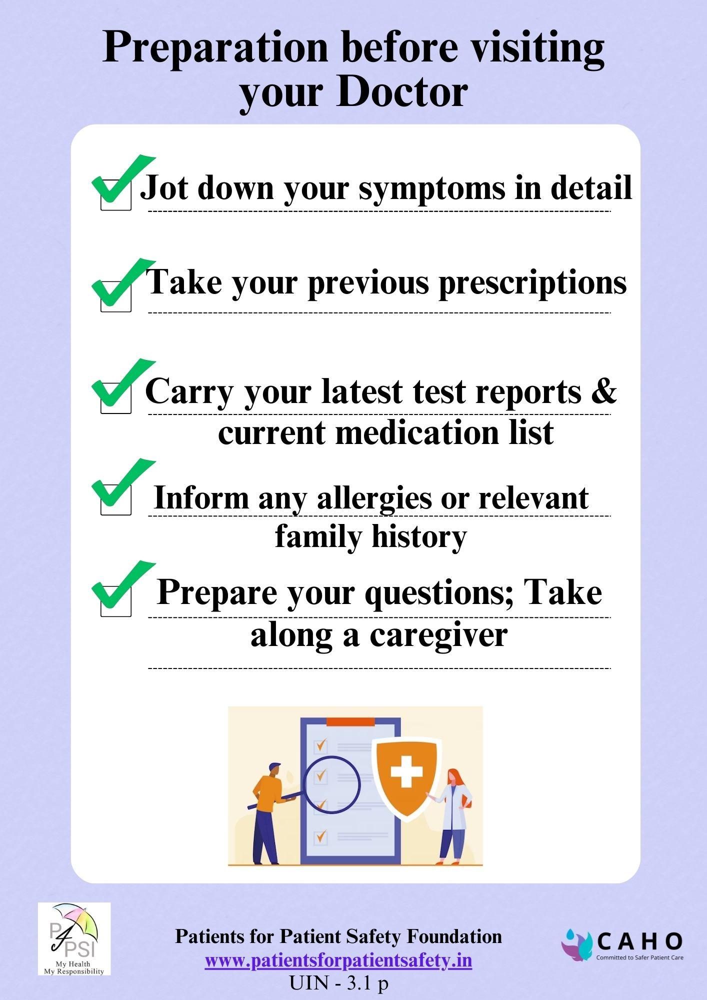 Preparation before visiting
your Doctor
Jot down your symptoms in detail
Take your previous prescriptions
Carry your latest test reports &
current medication list
Inform any allergies or relevant
family history
Prepare your questions; Take
along a caregiver
P4PSI
My Health
My Responsibility
Patients for Patient Safety Foundation
www.patientsforpatientsafety.in
UIN - 3.1 p
CAHO
Committed to Safer Patient Care